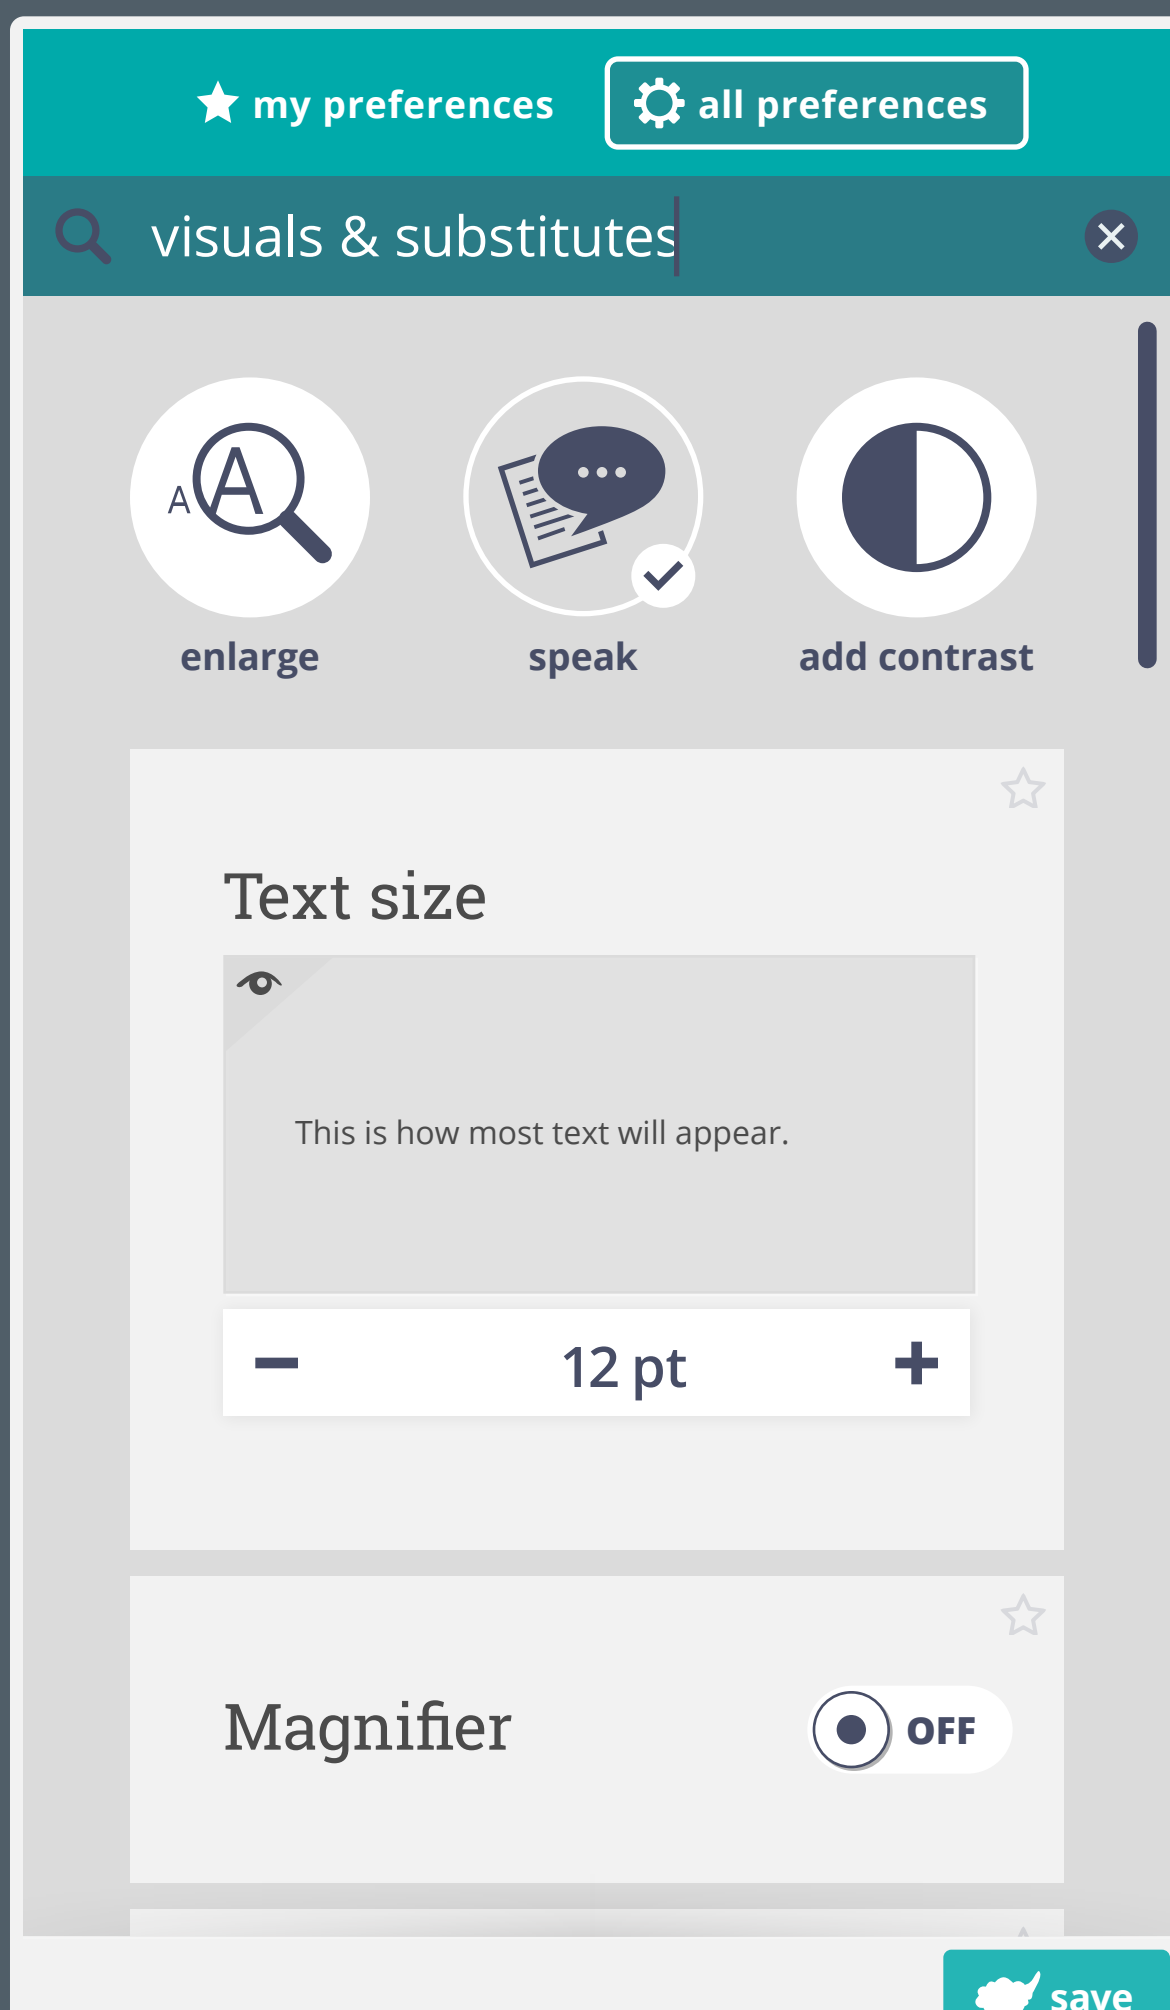 my preferences
all preferences
visuals & substitutes
A A
enlarge
speak
add contrast
Text size
This is how most text will appear.
12 pt
Magnifier
OFF
save